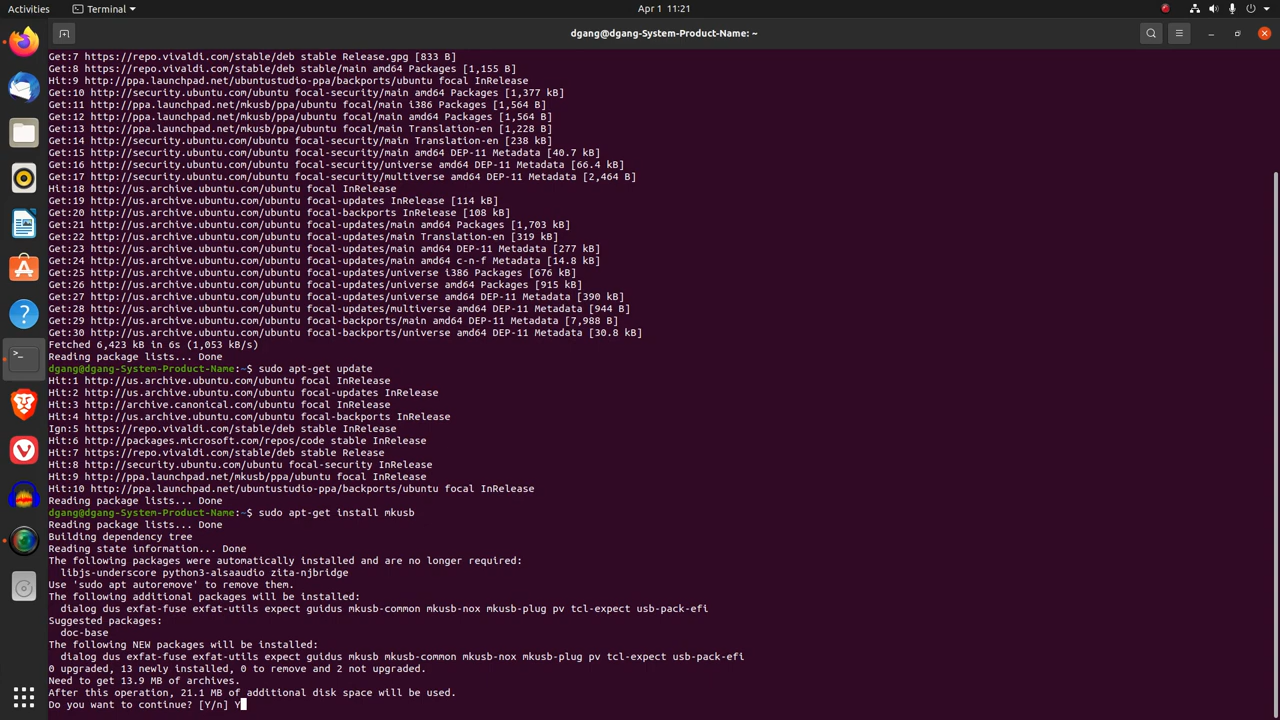 Activities
Terminal
Apr 1 11:21
dgang@dgang-System-Product-Name: ~
Get:7 https://repo.vivaldi.com/stable/deb stable Release.gpg [833 B]
Get:8 https://repo.vivaldi.com/stable/deb stable/main amd64 Packages [1,155 B]
Hit:9 http://ppa.launchpad.net/ubuntustudio-ppa/backports/ubuntu focal InRelease
Get:10 http://security.ubuntu.com/ubuntu focal-security/main amd64 Packages [1,377 kB]
Get:11 http://ppa.launchpad.net/mkusb/ppa/ubuntu focal/main i386 Packages [1,564 B]
Get:12 http://ppa.launchpad.net/mkusb/ppa/ubuntu focal/main amd64 Packages [1,564 B]
Get:13 http://ppa.launchpad.net/mkusb/ppa/ubuntu focal/main Translation-en [1,228 B]
Get:14 http://security.ubuntu.com/ubuntu focal-security/main Translation-en [238 kB]
Get:15 http://security.ubuntu.com/ubuntu focal-security/main amd64 DEP-11 Metadata [40.7 kB]
Get:16 http://security.ubuntu.com/ubuntu focal-security/universe amd64 DEP-11 Metadata [66.4 kB]
Get:17 http://security.ubuntu.com/ubuntu focal-security/multiverse amd64 DEP-11 Metadata [2,464 B]
Hit:18 http://us.archive.ubuntu.com/ubuntu focal InRelease
Get:19 http://us.archive.ubuntu.com/ubuntu focal-updates InRelease [114 kB]
Get:20 http://us.archive.ubuntu.com/ubuntu focal-backports InRelease [108 kB]
Get:21 http://us.archive.ubuntu.com/ubuntu focal-updates/main amd64 Packages [1,703 kB]
Get:22 http://us.archive.ubuntu.com/ubuntu focal-updates/main Translation-en [319 kB]
Get:23 http://us.archive.ubuntu.com/ubuntu focal-updates/main amd64 DEP-11 Metadata [277 kB]
Get:24 http://us.archive.ubuntu.com/ubuntu focal-updates/main amd64 c-n-f Metadata [14.8 kB]
Get:25 http://us.archive.ubuntu.com/ubuntu focal-updates/universe i386 Packages [676 kB]
Get:26 http://us.archive.ubuntu.com/ubuntu focal-updates/universe amd64 Packages [915 kB]
Get:27 http://us.archive.ubuntu.com/ubuntu focal-updates/universe amd64 DEP-11 Metadata [390 kB]
Get:28 http://us.archive.ubuntu.com/ubuntu focal-updates/multiverse amd64 DEP-11 Metadata [944 B]
Get:29 http://us.archive.ubuntu.com/ubuntu focal-backports/main amd64 DEP-11 Metadata [7,988 B]
Get:30 http://us.archive.ubuntu.com/ubuntu focal-backports/universe amd64 DEP-11 Metadata [30.8 kB]
Fetched 6,423 kB in 6s (1,053 kB/s)
Reading package lists... Done
dgang@dgang-System-Product-Name:~$ sudo apt-get update
Hit:1 http://us.archive.ubuntu.com/ubuntu focal InRelease
Hit:2 http://us.archive.ubuntu.com/ubuntu focal-updates InRelease
Hit:3 http://archive.canonical.com/ubuntu focal InRelease
Hit:4 http://us.archive.ubuntu.com/ubuntu focal-backports InRelease
Ign:5 https://repo.vivaldi.com/stable/deb stable InRelease
Hit:6 http://packages.microsoft.com/repos/code stable InRelease
Hit:7 https://repo.vivaldi.com/stable/deb stable Release
Hit:8 http://security.ubuntu.com/ubuntu focal-security InRelease
Hit:9 http://ppa.launchpad.net/mkusb/ppa/ubuntu focal InRelease
Hit:10 http://ppa.launchpad.net/ubuntustudio-ppa/backports/ubuntu focal InRelease
Reading package lists... Done
dgang@dgang-System-Product-Name:~$ sudo apt-get install mkusb
Reading package lists... Done
Building dependency tree
Reading state information... Done
The following packages were automatically installed and are no longer required:
libjs-underscore python3-alsaaudio zita-njbridge
Use 'sudo apt autoremove' to remove them.
The following additional packages will be installed:
dialog dus exfat-fuse exfat-utils expect guidus mkusb-common mkusb-nox mkusb-plug pv tcl-expect usb-pack-efi
Suggested packages:
doc-base
The following NEW packages will be installed:
dialog dus exfat-fuse exfat-utils expect guidus mkusb mkusb-common mkusb-nox mkusb-plug pv tcl-expect usb-pack-efi
0 upgraded, 13 newly installed, 0 to remove and 2 not upgraded.
Need to get 13.9 MB of archives.
After this operation, 21.1 MB of additional disk space will be used.
Do you want to continue? [Y/n] Y